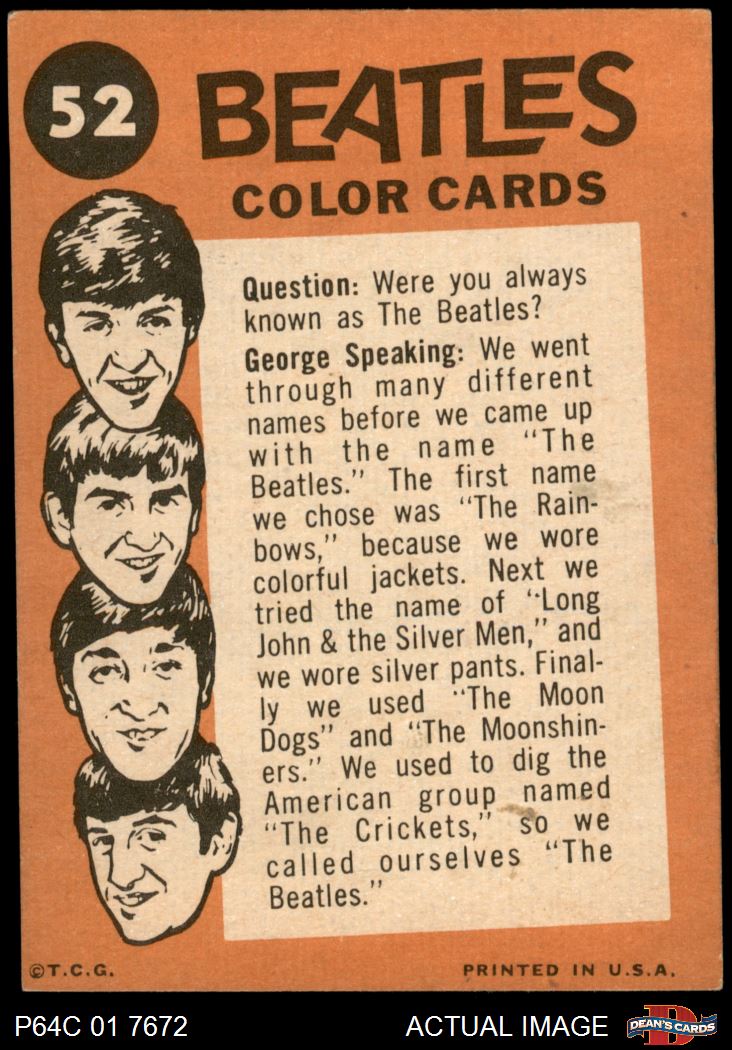 52
BEATLES
COLOR CARDS
Question: Were you always
known as The Beatles?
George Speaking: We went
through many different
names before we came up
with the name "The
Beatles." The first name
we chose was "The Rain-
bows," because we wore
colorful jackets. Next we
tried the name of "Long
John & the Silver Men," and
we wore silver pants. Final-
ly we used "The Moon
Dogs" and "The Moonshin-
ers." We used to dig the
American group named
"The Crickets," so we
called ourselves "The
Beatles."
©T.C.G.
PRINTED IN U.S.A.
P64C 01 7672
ACTUAL IMAGE
D
DEAN'S CARDS